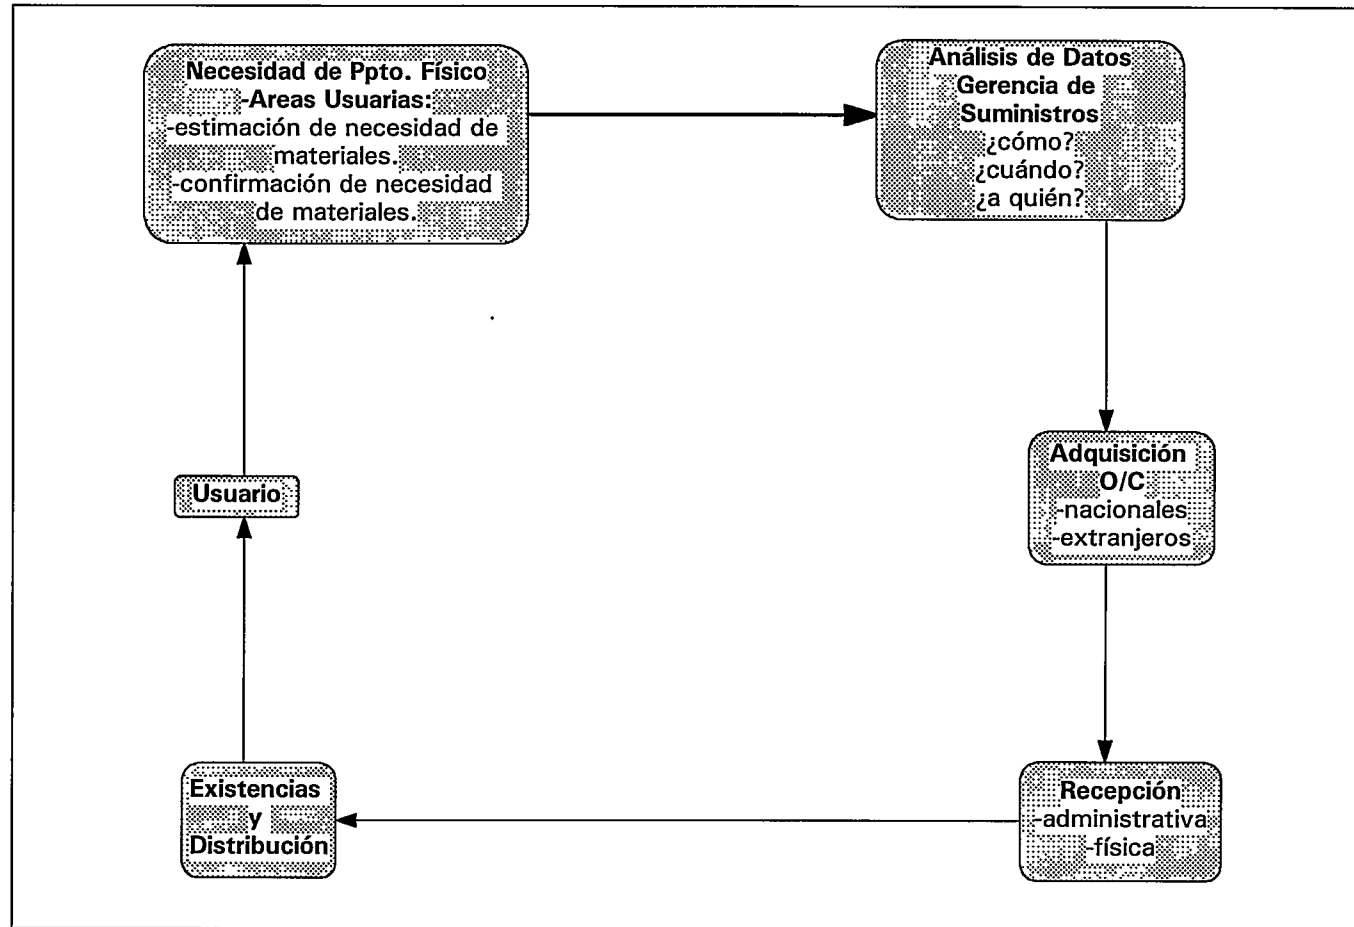 Necesidad de Ppto. Físico
-Areas Usuarias:
-estimación de necesidad de
materiales.
-confirmación de necesidad
de materiales.
Análisis de Datos
Gerencia de
Suministros
¿cómo?
¿cuándo?
¿a quién?
Adquisición
O/C
-nacionales
-extranjeros
Usuario
Existencias
y
Distribución
Recepción
-administrativa
-física